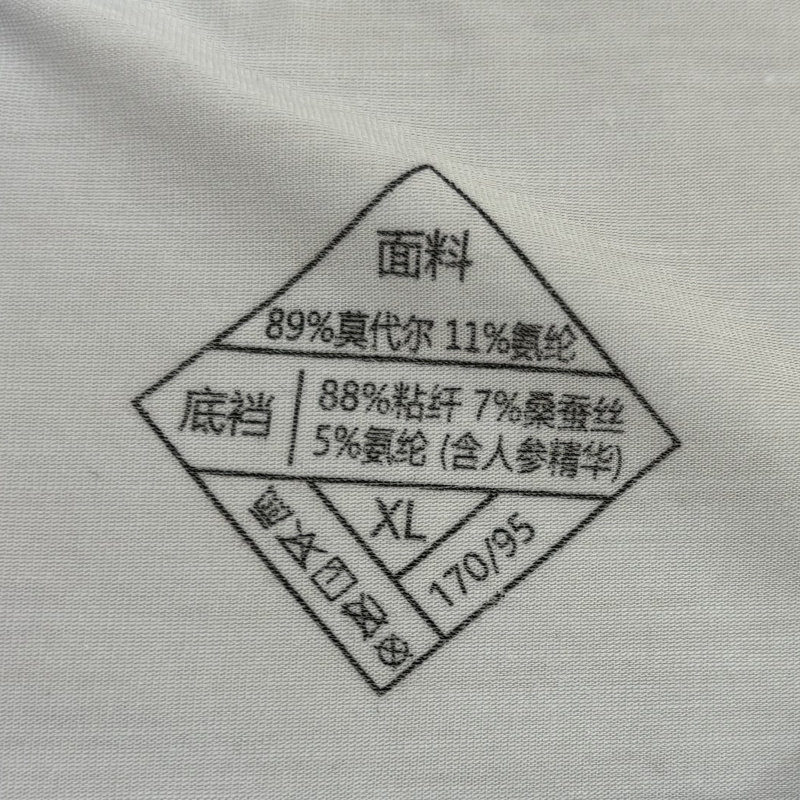 面料
89%莫代尔 11%氨纶
底裆
88%粘纤 7%桑蚕丝
5%氨纶 (含人参精华)
XL
170/95